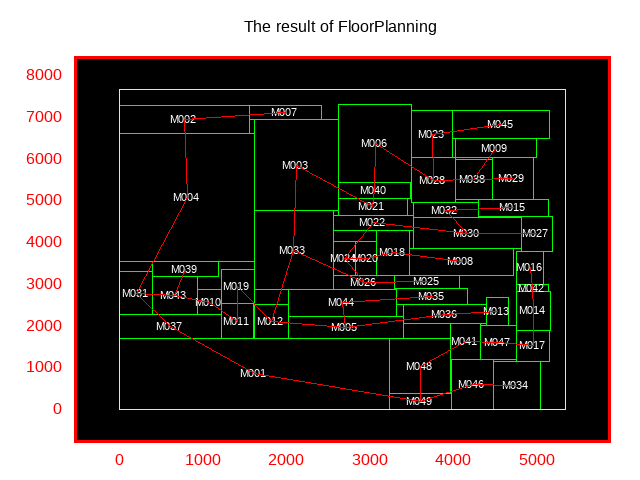 The result of FloorPlanning
8000
7000
6000
5000
4000
3000
2000
1000
0
M007
M002
M045
M023
M006
M009
M003
M028
M038
M029
M040
M004
M021
M032
M015
M022
M030
M027
M033
M018
M024
M020
M008
M016
M039
M026
M025
M019
M042
M031
M043
M035
M010
M044
M014
M013
M036
M011
M012
M037
M005
M041
M047
M017
M048
M001
M046
M034
M049
0 1000 2000 3000 4000 5000